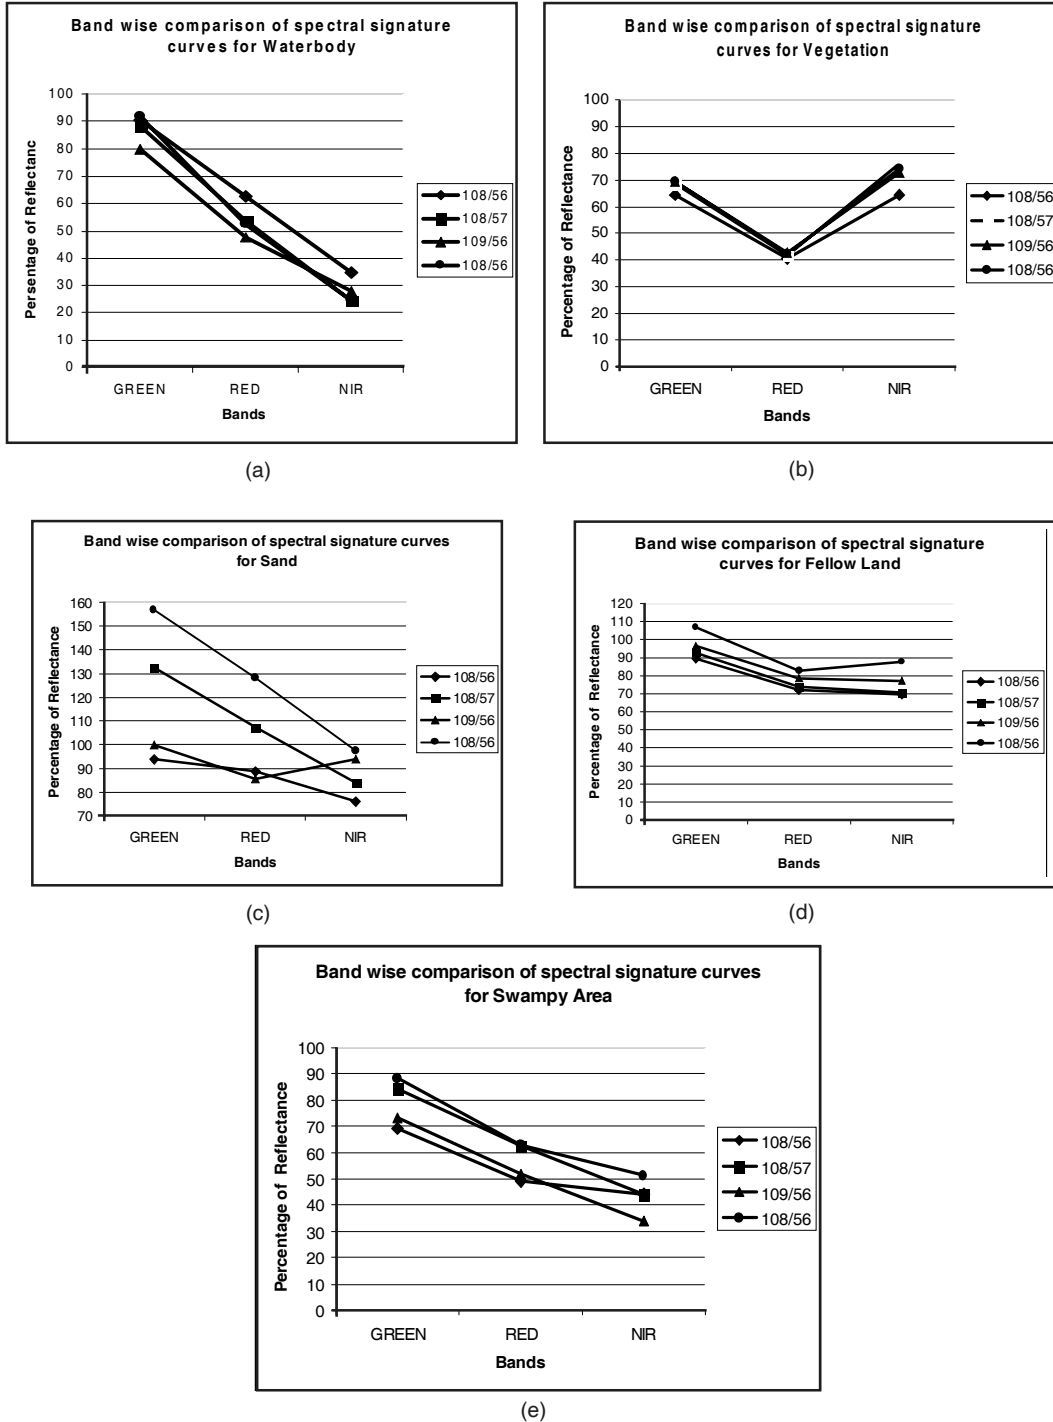 Band wise comparison of spectral signature
curves for Waterbody
Persentage of Reflectanc
100
90
80
70
60
50
40
30
20
10
0
GREEN RED NIR
Bands
108/56
108/57
109/56
108/56
(a)
Band wise comparison of spectral signature
curves for Vegetation
Percentage of Reflectance
100
90
80
70
60
50
40
30
20
10
0
GREEN RED NIR
Bands
108/56
108/57
109/56
108/56
(b)
Band wise comparison of spectral signature curves
for Sand
Percentage of Reflectance
160
150
140
130
120
110
100
90
80
70
GREEN RED NIR
Bands
108/56
108/57
109/56
108/56
(c)
Band wise comparison of spectral signature
curves for Fellow Land
Percentage of Reflectance
120
110
100
90
80
70
60
50
40
30
20
10
0
GREEN RED NIR
Bands
108/56
108/57
109/56
108/56
(d)
Band wise comparison of spectral signature curves
for Swampy Area
Percentage of Reflectance
100
90
80
70
60
50
40
30
20
10
0
GREEN RED NIR
Bands
108/56
108/57
109/56
108/56
(e)